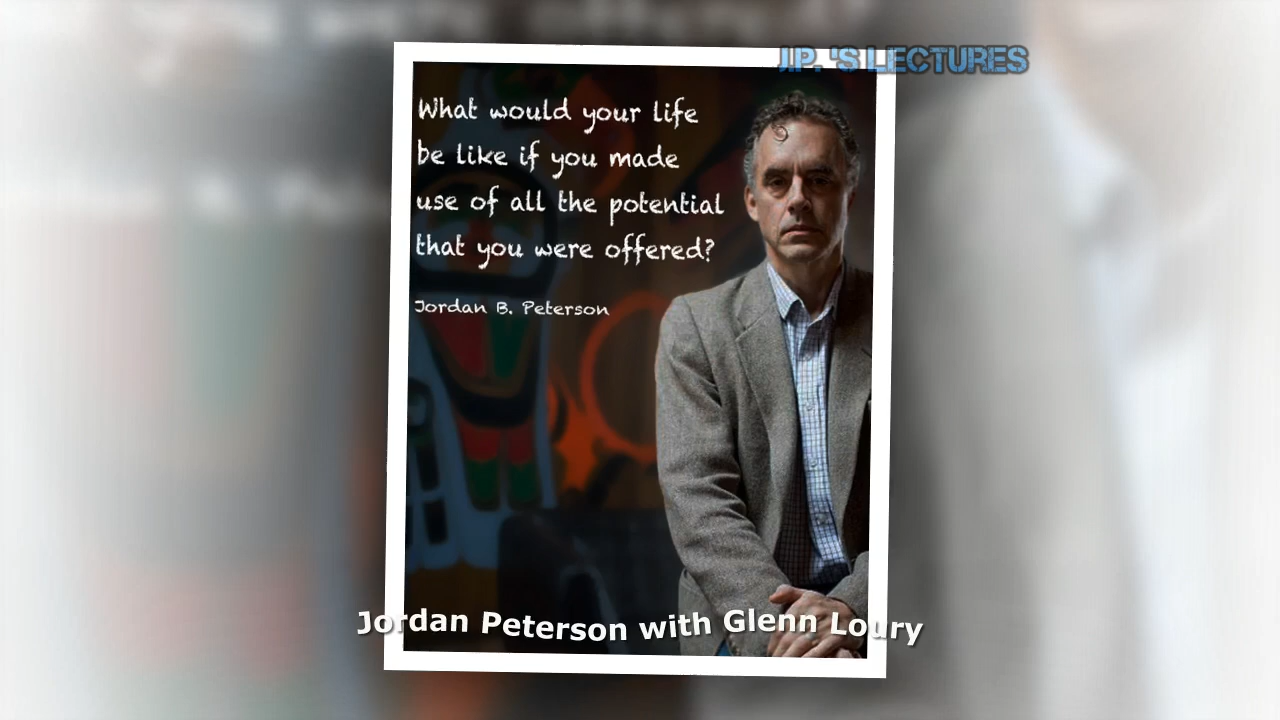 J.P. 'S LECTURES
What would your life
be like if you made
use of all the potential
that you were offered?
Jordan B. Peterson
Jordan Peterson with Glenn Loury